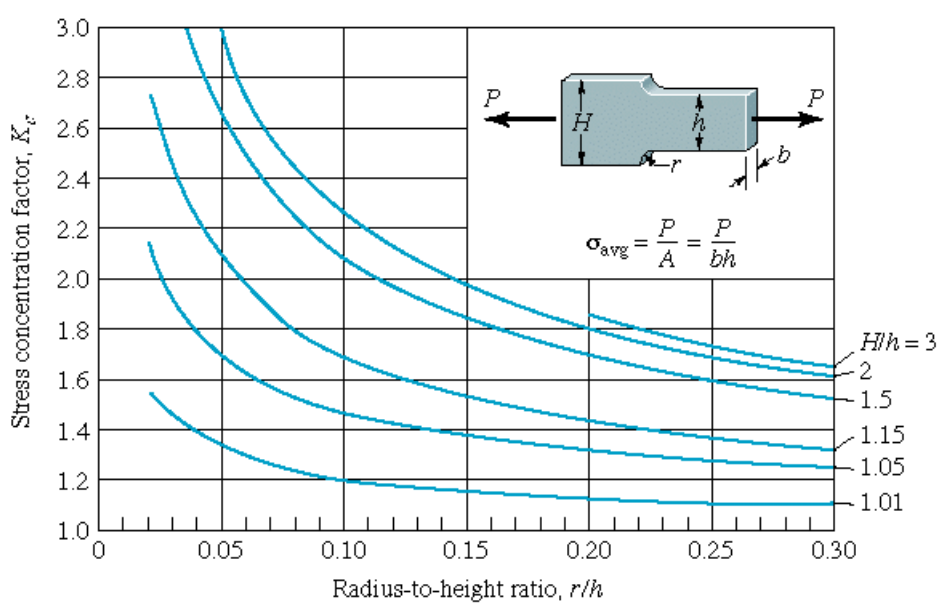 3.0
2.8
2.6
2.4
2.2
2.0
1.8
1.6
1.4
1.2
1.0
Stress concentration factor, K_c
P
H
h
r
b
P
σ_avg = P/A = P/bh
H/h = 3
2
1.5
1.15
1.05
1.01
0
0.05
0.10
0.15
0.20
0.25
0.30
Radius-to-height ratio, r/h